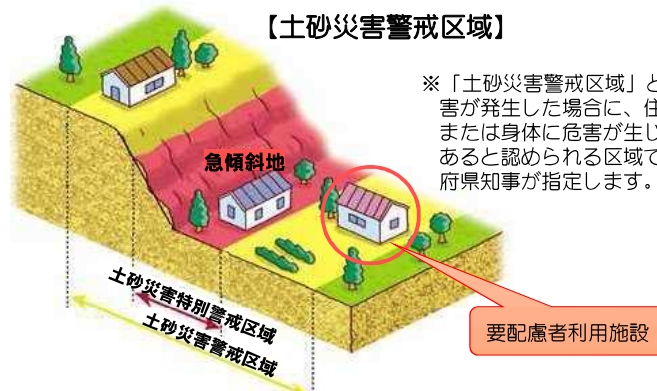 【土砂災害警戒区域】
※「土砂災害警戒区域」と
害が発生した場合に、住
または身体に危害が生じ
あると認められる区域で
府県知事が指定します。
急傾斜地
土砂災害特別警戒区域
土砂災害警戒区域
要配慮者利用施設